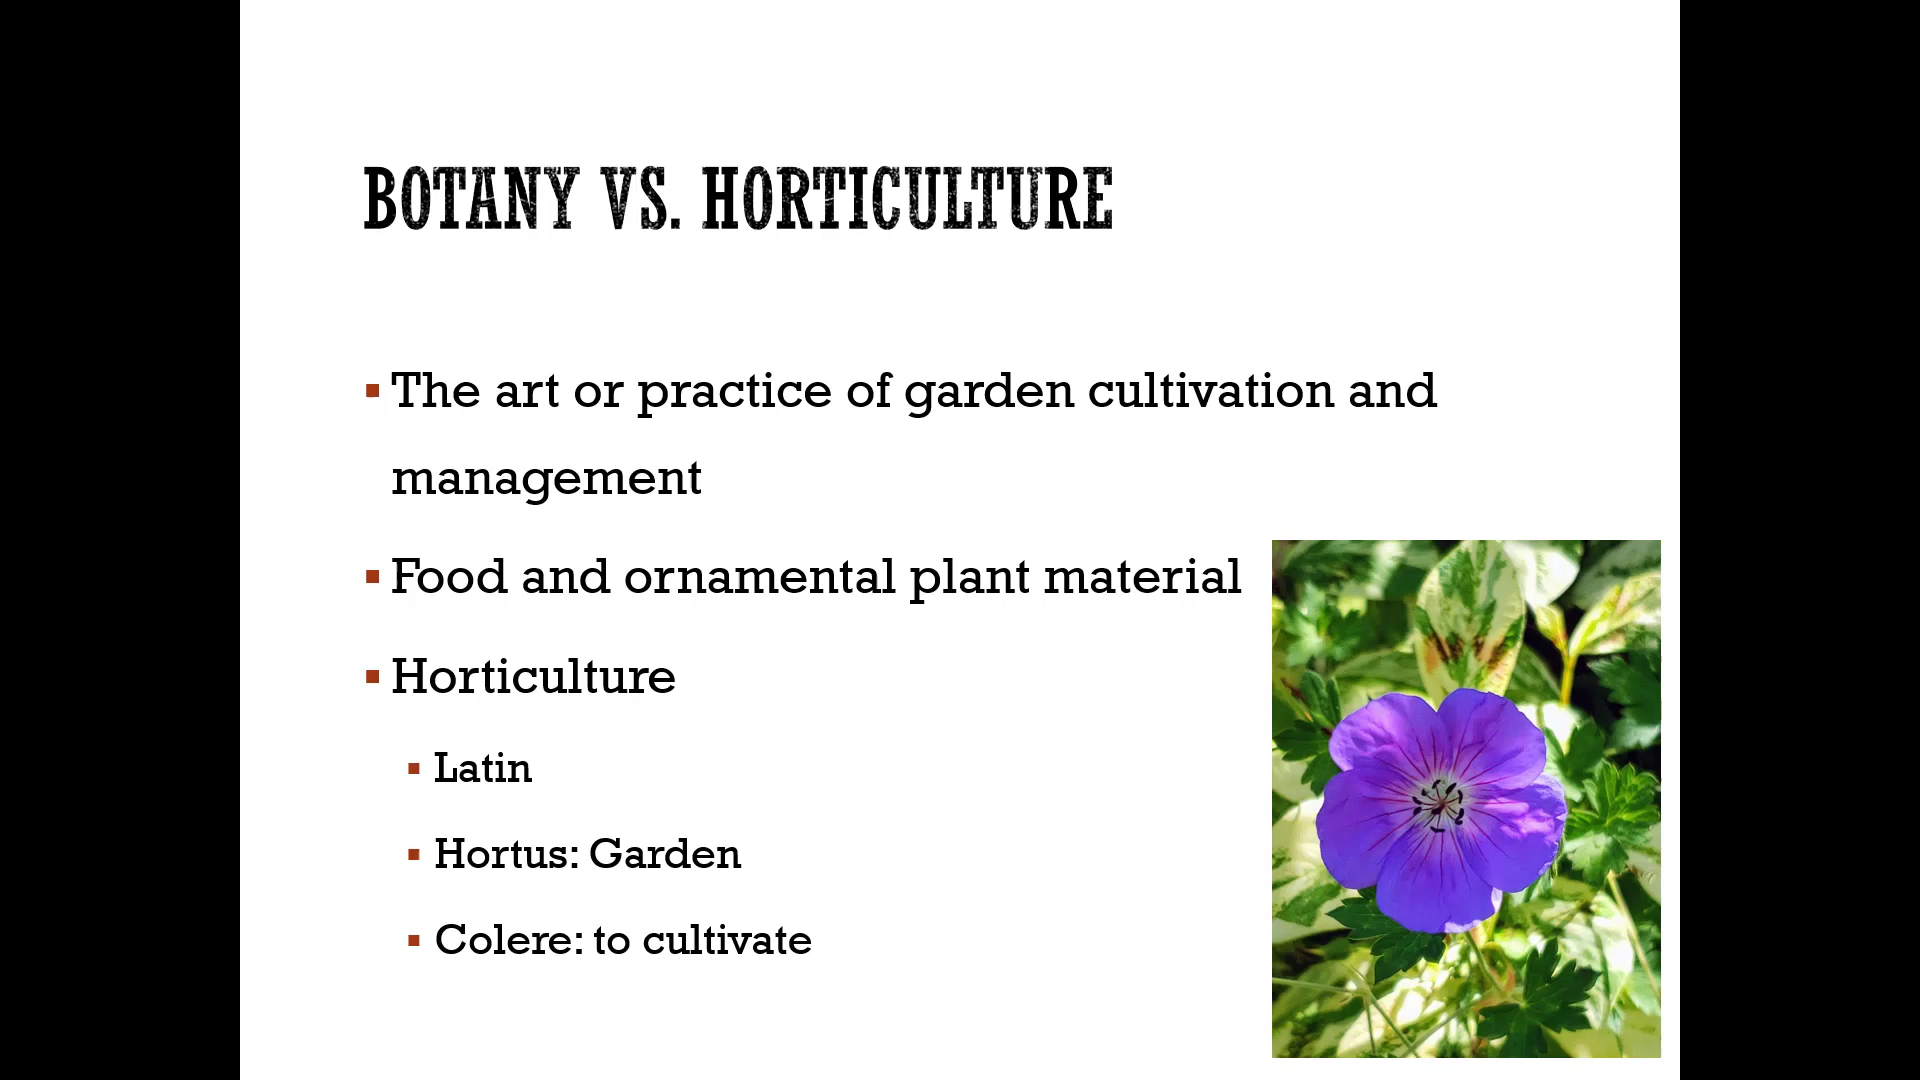 BOTANY VS. HORTICULTURE
The art or practice of garden cultivation and
management
Food and ornamental plant material
Horticulture
Latin
Hortus: Garden
Colere: to cultivate